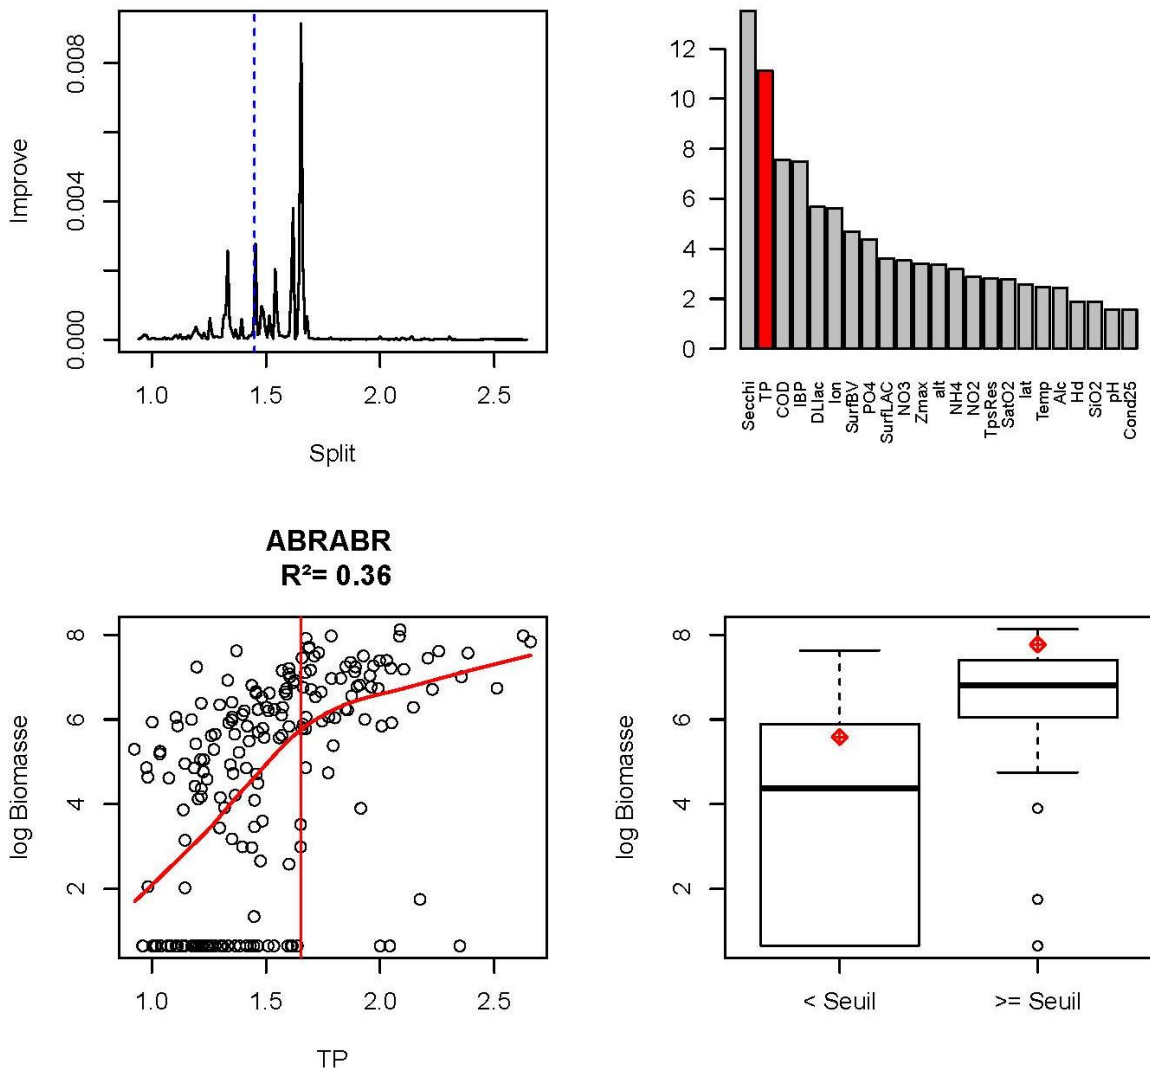 0.008
0.004
0.000
Improve
1.0 1.5 2.0 2.5
Split
12
10
8
6
4
2
0
Secchi
TP
COD
IBP
DLlac
lon
SurfBV
PO4
SurfLAC
NO3
Zmax
alt
NH4
NO2
TpsRes
SatO2
lat
Temp
Alc
Hd
SiO2
pH
Cond25
ABRABR
R²= 0.36
8
6
4
2
log Biomasse
1.0 1.5 2.0 2.5
TP
8
6
4
2
log Biomasse
< Seuil >= Seuil